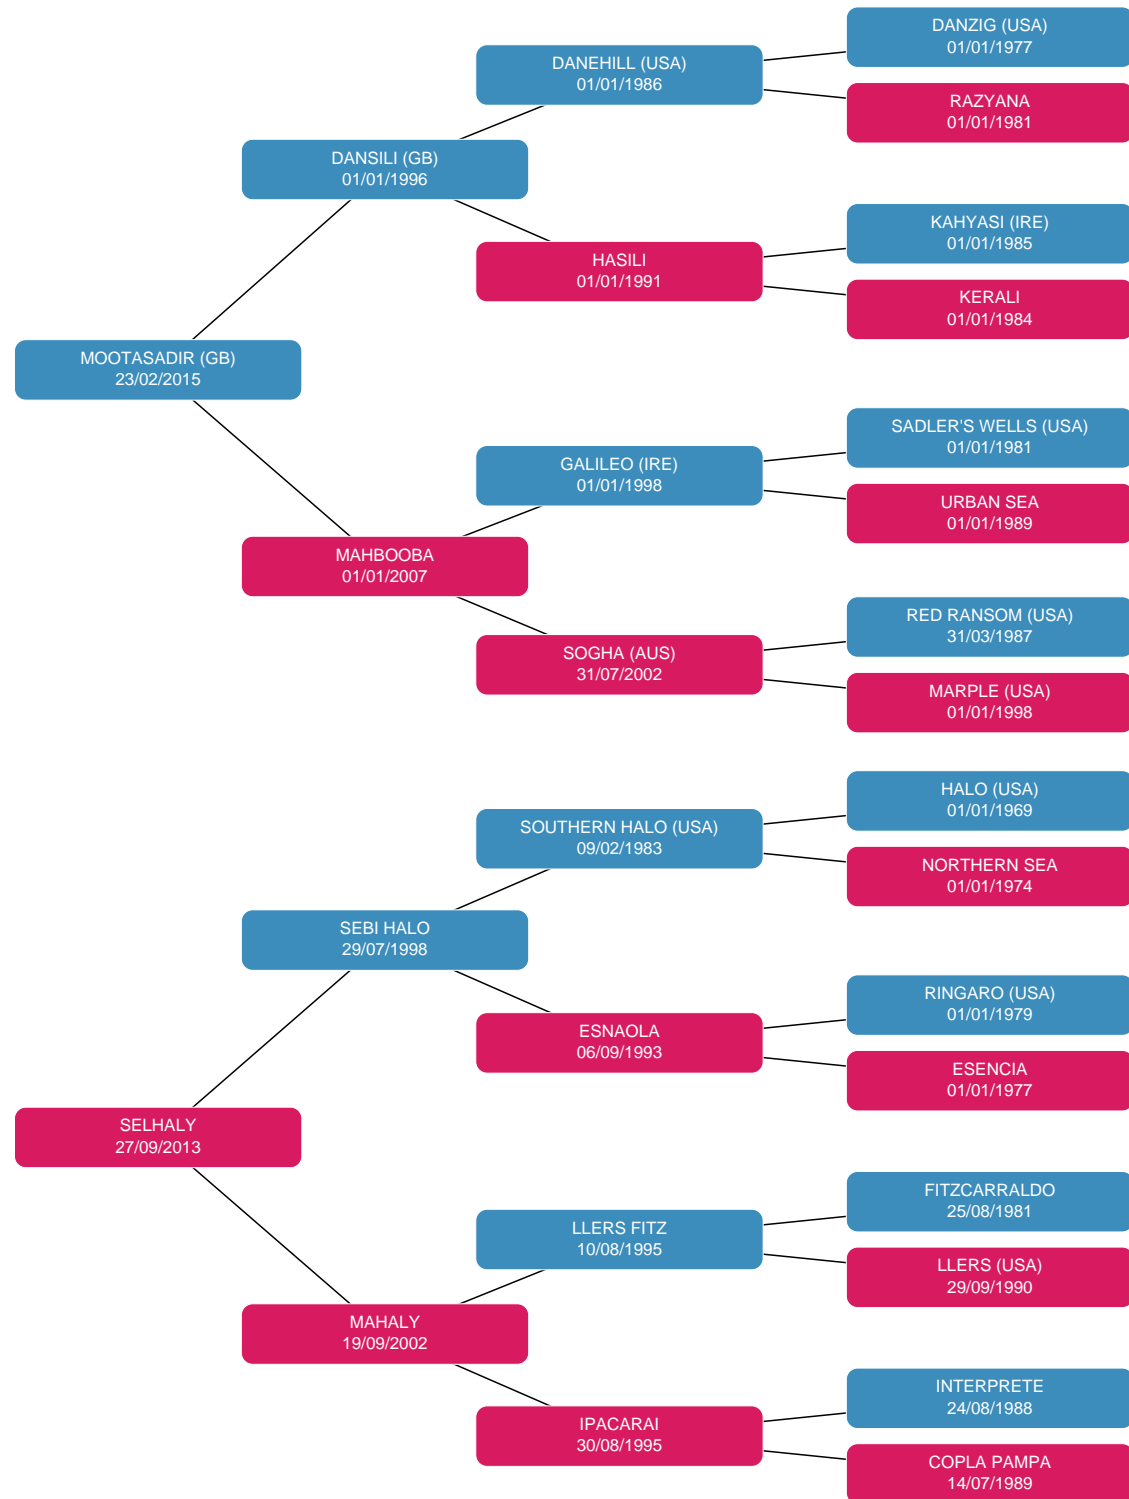 DANZIG (USA)
01/01/1977
DANEHILL (USA)
01/01/1986
RAZYANA
01/01/1981
DANSILI (GB)
01/01/1996
KAHYASI (IRE)
01/01/1985
HASILI
01/01/1991
KERALI
01/01/1984
MOOTASADIR (GB)
23/02/2015
SADLER'S WELLS (USA)
01/01/1981
GALILEO (IRE)
01/01/1998
URBAN SEA
01/01/1989
MAHBOOBA
01/01/2007
RED RANSOM (USA)
31/03/1987
SOGHA (AUS)
31/07/2002
MARPLE (USA)
01/01/1998
HALO (USA)
01/01/1969
SOUTHERN HALO (USA)
09/02/1983
NORTHERN SEA
01/01/1974
SEBI HALO
29/07/1998
RINGARO (USA)
01/01/1979
ESNAOLA
06/09/1993
ESENCIA
01/01/1977
SELHALY
27/09/2013
FITZCARRALDO
25/08/1981
LLERS FITZ
10/08/1995
LLERS (USA)
29/09/1990
MAHALY
19/09/2002
INTERPRETE
24/08/1988
IPACARAI
30/08/1995
COPLA PAMPA
14/07/1989